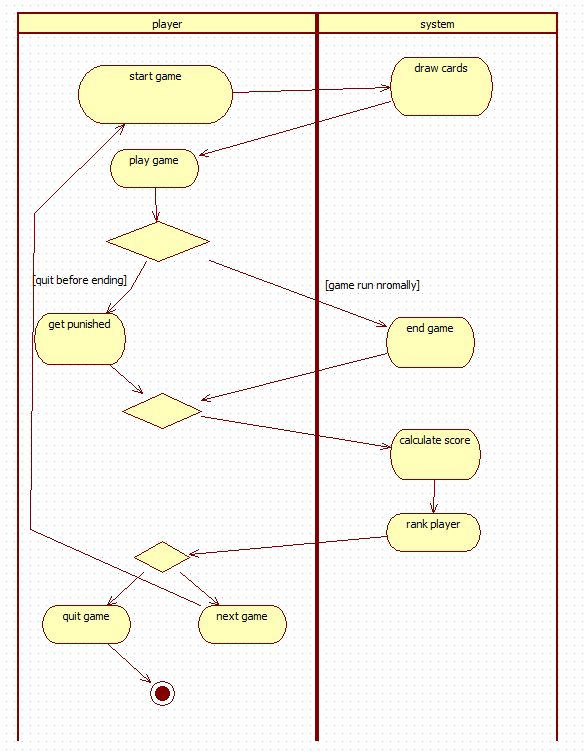 player
system
start game
draw cards
play game
[quit before ending]
[game run nromally]
get punished
end game
calculate score
rank player
quit game
next game